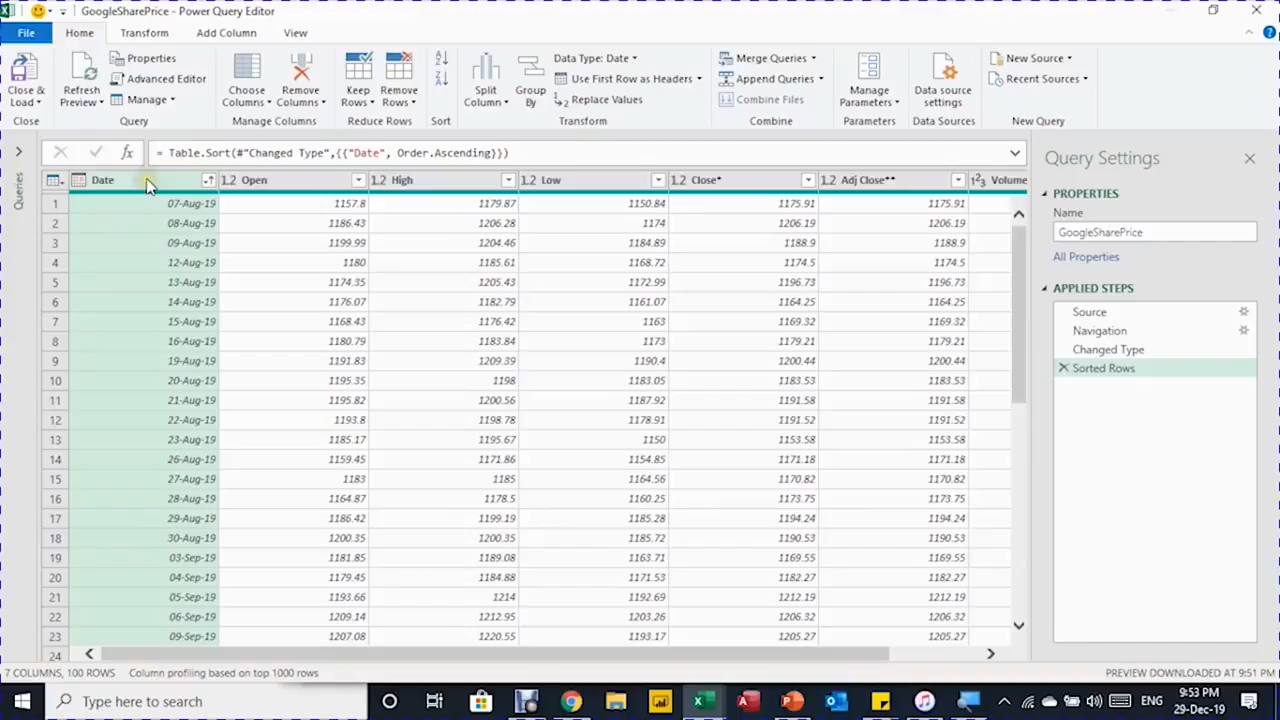 GoogleSharePrice - Power Query Editor
File Home Transform Add Column View
Close & Load
Refresh Preview
Properties
Advanced Editor
Manage
Choose Columns
Remove Columns
Keep Rows
Remove Rows
Split Column
Group By
Data Type: Date
Use First Row as Headers
Replace Values
Merge Queries
Append Queries
Combine Files
Manage Parameters
Data source settings
New Source
Recent Sources
Close Query Manage Columns Reduce Rows Sort Transform Combine Parameters Data Sources New Query
fx = Table.Sort(#"Changed Type",{{"Date", Order.Ascending}})
Queries
Date 1.2 Open 1.2 High 1.2 Low 1.2 Close* 1.2 Adj Close** 123 Volume
1 07-Aug-19 1157.8 1179.87 1150.84 1175.91 1175.91
2 08-Aug-19 1186.43 1206.28 1174 1206.19 1206.19
3 09-Aug-19 1199.99 1204.46 1184.89 1188.9 1188.9
4 12-Aug-19 1180 1185.61 1168.72 1174.5 1174.5
5 13-Aug-19 1174.35 1205.43 1172.99 1196.73 1196.73
6 14-Aug-19 1176.07 1182.79 1161.07 1164.25 1164.25
7 15-Aug-19 1168.43 1176.42 1163 1169.32 1169.32
8 16-Aug-19 1180.79 1183.84 1173 1179.21 1179.21
9 19-Aug-19 1191.83 1209.39 1190.4 1200.44 1200.44
10 20-Aug-19 1195.35 1198 1183.05 1183.53 1183.53
11 21-Aug-19 1195.82 1200.56 1187.92 1191.58 1191.58
12 22-Aug-19 1193.8 1198.78 1178.91 1191.52 1191.52
13 23-Aug-19 1185.17 1195.67 1150 1153.58 1153.58
14 26-Aug-19 1159.45 1171.86 1154.85 1171.18 1171.18
15 27-Aug-19 1183 1185 1164.56 1170.82 1170.82
16 28-Aug-19 1164.87 1178.5 1160.25 1173.75 1173.75
17 29-Aug-19 1186.42 1199.19 1185.28 1194.24 1194.24
18 30-Aug-19 1200.35 1200.35 1185.72 1190.53 1190.53
19 03-Sep-19 1181.85 1189.08 1163.71 1169.55 1169.55
20 04-Sep-19 1179.45 1184.88 1171.53 1182.27 1182.27
21 05-Sep-19 1193.66 1214 1192.69 1212.19 1212.19
22 06-Sep-19 1209.14 1212.95 1203.26 1206.32 1206.32
23 09-Sep-19 1207.08 1220.55 1193.17 1205.27 1205.27
24
Query Settings
PROPERTIES
Name
GoogleSharePrice
All Properties
APPLIED STEPS
Source
Navigation
Changed Type
Sorted Rows
7 COLUMNS, 100 ROWS Column profiling based on top 1000 rows PREVIEW DOWNLOADED AT 9:51 PM
Type here to search
ENG
9:53 PM
29-Dec-19